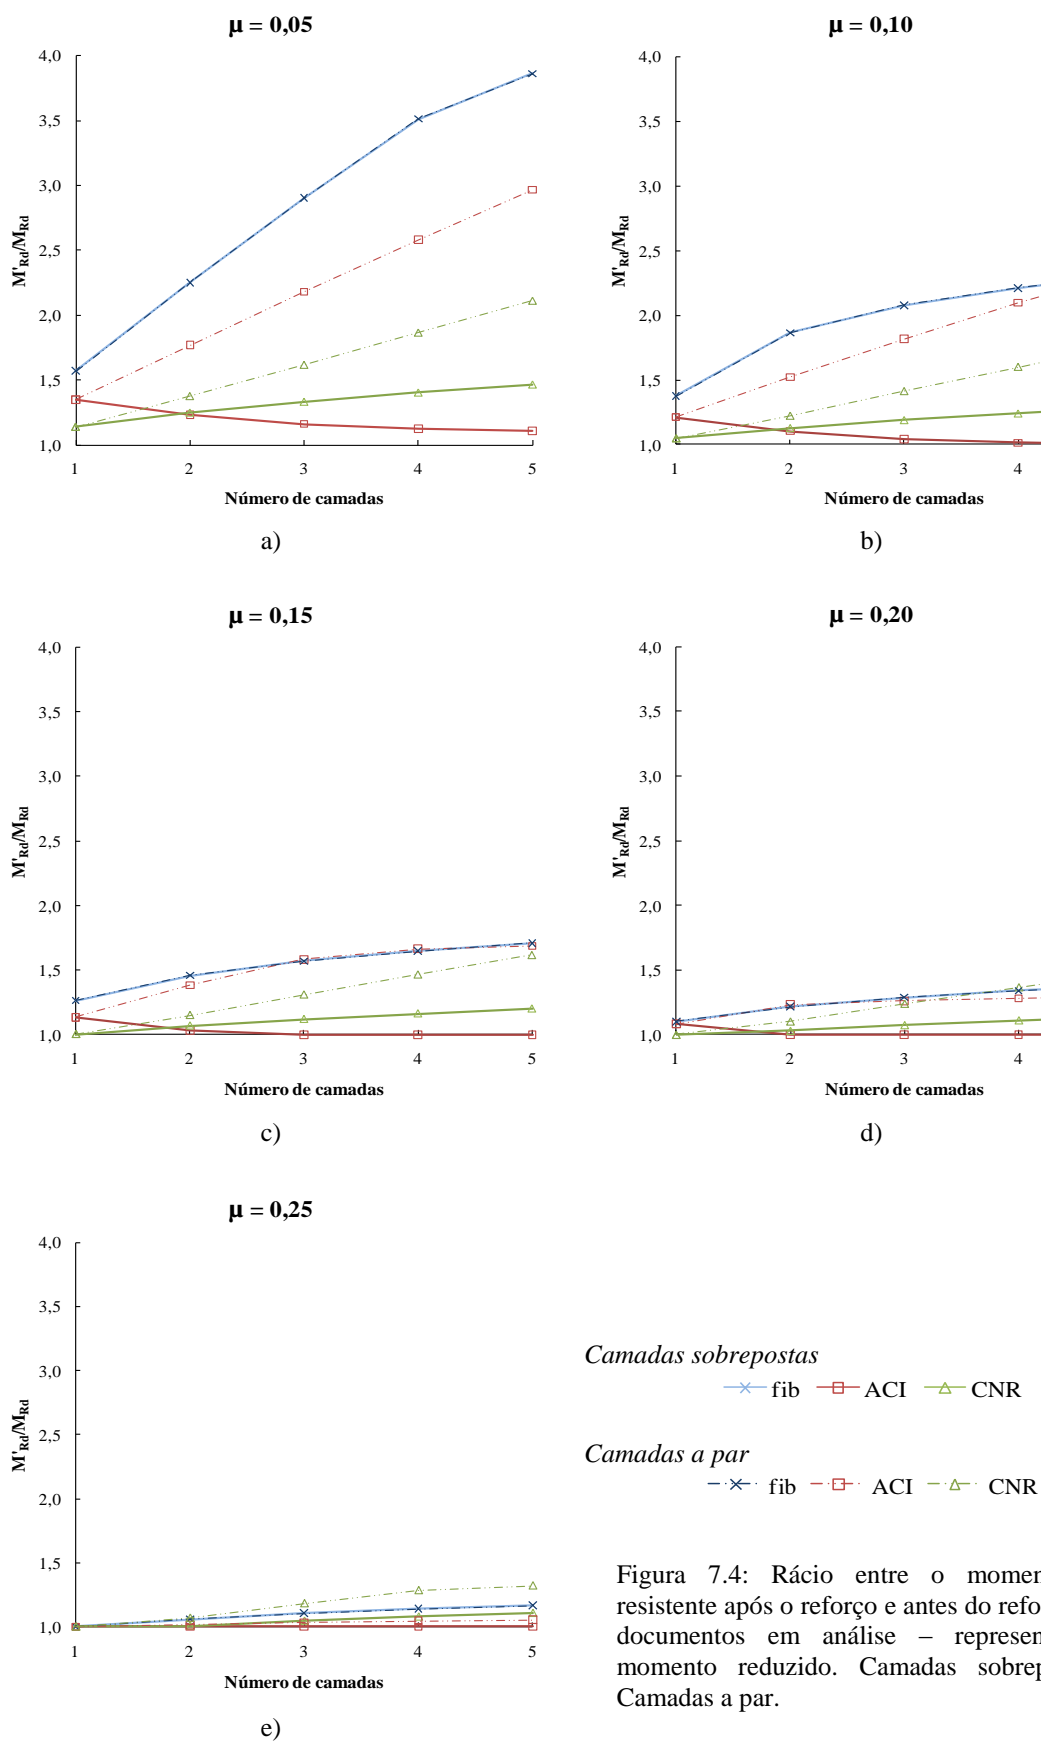 μ = 0,05
4,0
3,5
3,0
2,5
2,0
1,5
1,0
M'Rd/MRd
1 2 3 4 5
Número de camadas
a)
μ = 0,10
4,0
3,5
3,0
2,5
2,0
1,5
1,0
M'Rd/MRd
1 2 3 4
Número de camadas
b)
μ = 0,15
4,0
3,5
3,0
2,5
2,0
1,5
1,0
M'Rd/MRd
1 2 3 4 5
Número de camadas
c)
μ = 0,20
4,0
3,5
3,0
2,5
2,0
1,5
1,0
M'Rd/MRd
1 2 3 4
Número de camadas
d)
μ = 0,25
4,0
3,5
3,0
2,5
2,0
1,5
1,0
M'Rd/MRd
1 2 3 4 5
Número de camadas
e)
Camadas sobrepostas
fib ACI CNR
Camadas a par
fib ACI CNR
Figura 7.4: Rácio entre o momen
resistente após o reforço e antes do refo
documentos em análise – represen
momento reduzido. Camadas sobrep
Camadas a par.